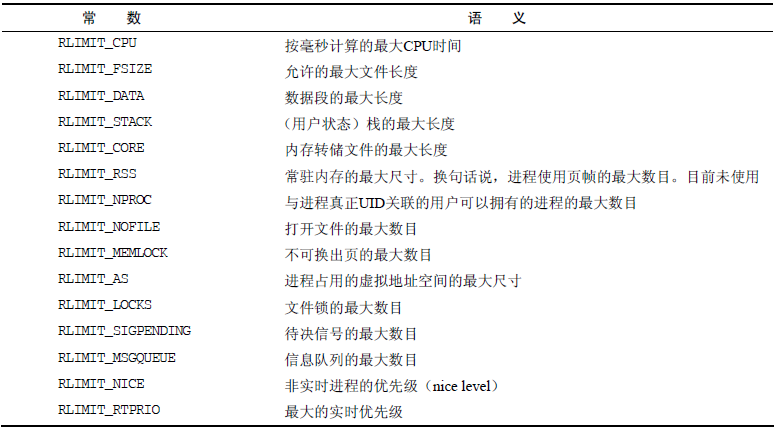 常 数 语 义
RLIMIT_CPU 按毫秒计算的最大CPU时间
RLIMIT_FSIZE 允许的最大文件长度
RLIMIT_DATA 数据段的最大长度
RLIMIT_STACK （用户状态）栈的最大长度
RLIMIT_CORE 内存转储文件的最大长度
RLIMIT_RSS 常驻内存的最大尺寸。换句话说，进程使用页帧的最大数目。目前未使用
RLIMIT_NPROC 与进程真正UID关联的用户可以拥有的进程的最大数目
RLIMIT_NOFILE 打开文件的最大数目
RLIMIT_MEMLOCK 不可换出页的最大数目
RLIMIT_AS 进程占用的虚拟地址空间的最大尺寸
RLIMIT_LOCKS 文件锁的最大数目
RLIMIT_SIGPENDING 待决信号的最大数目
RLIMIT_MSGQUEUE 信息队列的最大数目
RLIMIT_NICE 非实时进程的优先级（nice level）
RLIMIT_RTPRIO 最大的实时优先级